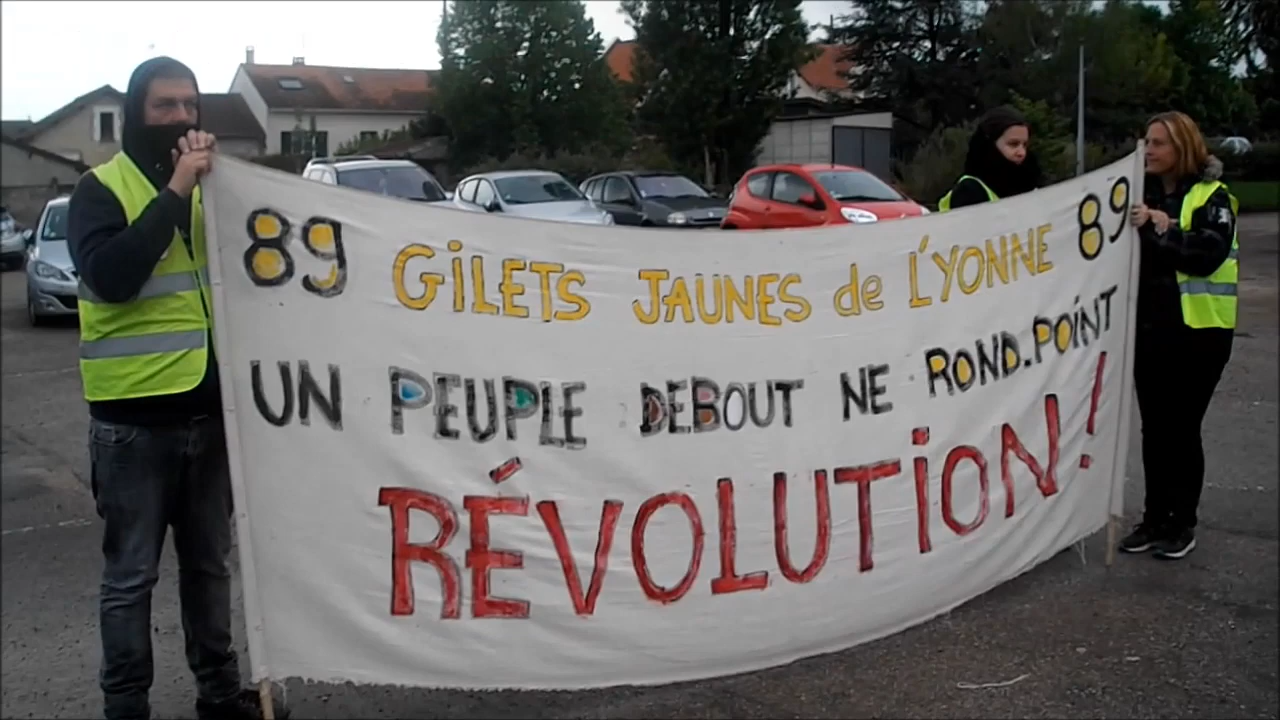 89 GiLETS JAUNES de L'YONNE 89
UN PEUPLE DEBOUT NE ROND.POINT
RÉVOLUTiON!